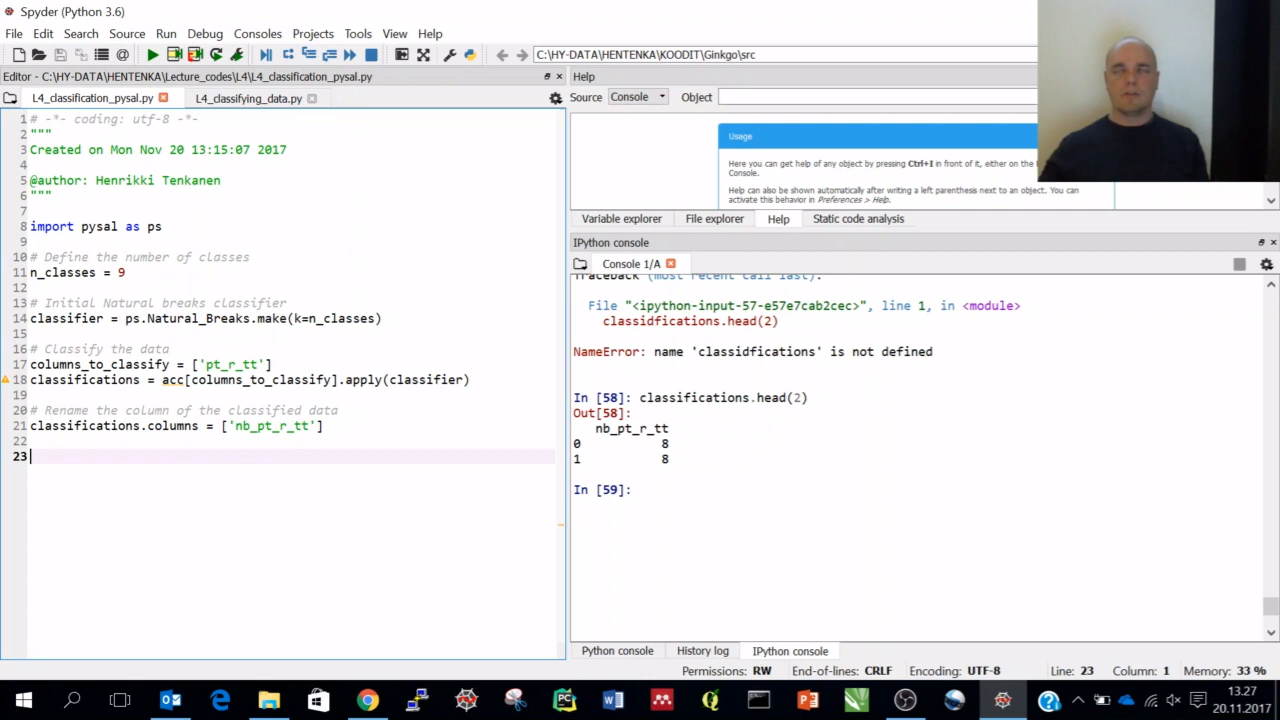 Spyder (Python 3.6)
File Edit Search Source Run Debug Consoles Projects Tools View Help
C:\HY-DATA\HENTENKA\KOODIT\Ginkgo\src
Editor - C:\HY-DATA\HENTENKA\Lecture_codes\L4\L4_classification_pysal.py
L4_classification_pysal.py L4_classifying_data.py
1 # -*- coding: utf-8 -*-
2 """
3 Created on Mon Nov 20 13:15:07 2017
4
5 @author: Henrikki Tenkanen
6 """
7
8 import pysal as ps
9
10 # Define the number of classes
11 n_classes = 9
12
13 # Initial Natural breaks classifier
14 classifier = ps.Natural_Breaks.make(k=n_classes)
15
16 # Classify the data
17 columns_to_classify = ['pt_r_tt']
18 classifications = acc[columns_to_classify].apply(classifier)
19
20 # Rename the column of the classified data
21 classifications.columns = ['nb_pt_r_tt']
22
23
Help
Source Console Object
Usage
Here you can get help of any object by pressing Ctrl+I in front of it, either on the
Console.
Help can also be shown automatically after writing a left parenthesis next to an object. You can
activate this behavior in Preferences > Help.
Variable explorer File explorer Help Static code analysis
IPython console
Console 1/A
Traceback (most recent call last):
File "<ipython-input-57-e57e7cab2cec>", line 1, in <module>
classidfications.head(2)
NameError: name 'classidfications' is not defined
In [58]: classifications.head(2)
Out[58]:
nb_pt_r_tt
0 8
1 8
In [59]:
Python console History log IPython console
Permissions: RW End-of-lines: CRLF Encoding: UTF-8 Line: 23 Column: 1 Memory: 33 %
13.27
20.11.2017